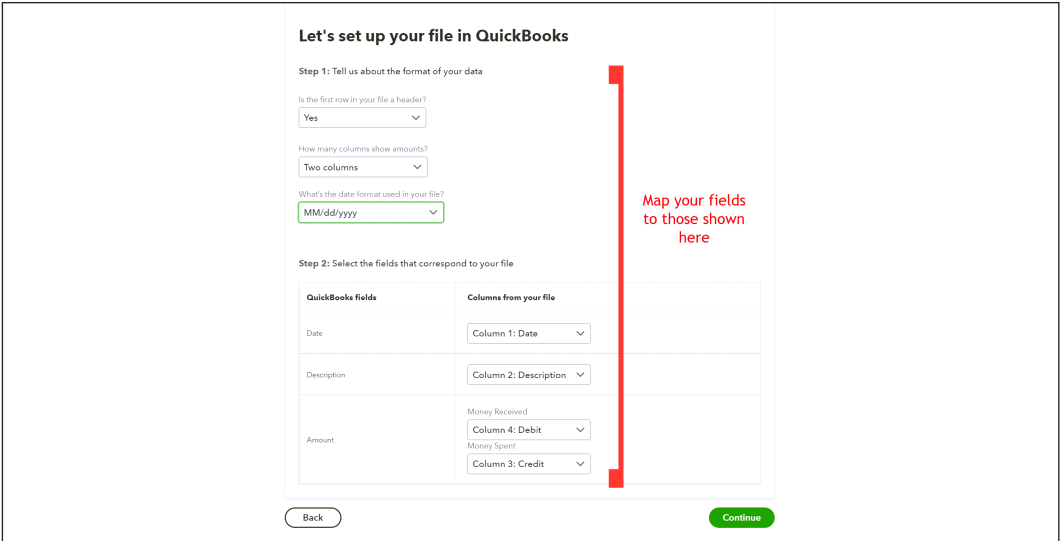 Let's set up your file in QuickBooks
Step 1: Tell us about the format of your data
Is the first row in your file a header?
Yes
How many columns show amounts?
Two columns
What's the date format used in your file?
MM/dd/yyyy
Map your fields
to those shown
here
Step 2: Select the fields that correspond to your file
QuickBooks fields
Columns from your file
Date
Column 1: Date
Description
Column 2: Description
Amount
Money Received
Column 4: Debit
Money Spent
Column 3: Credit
Back
Continue